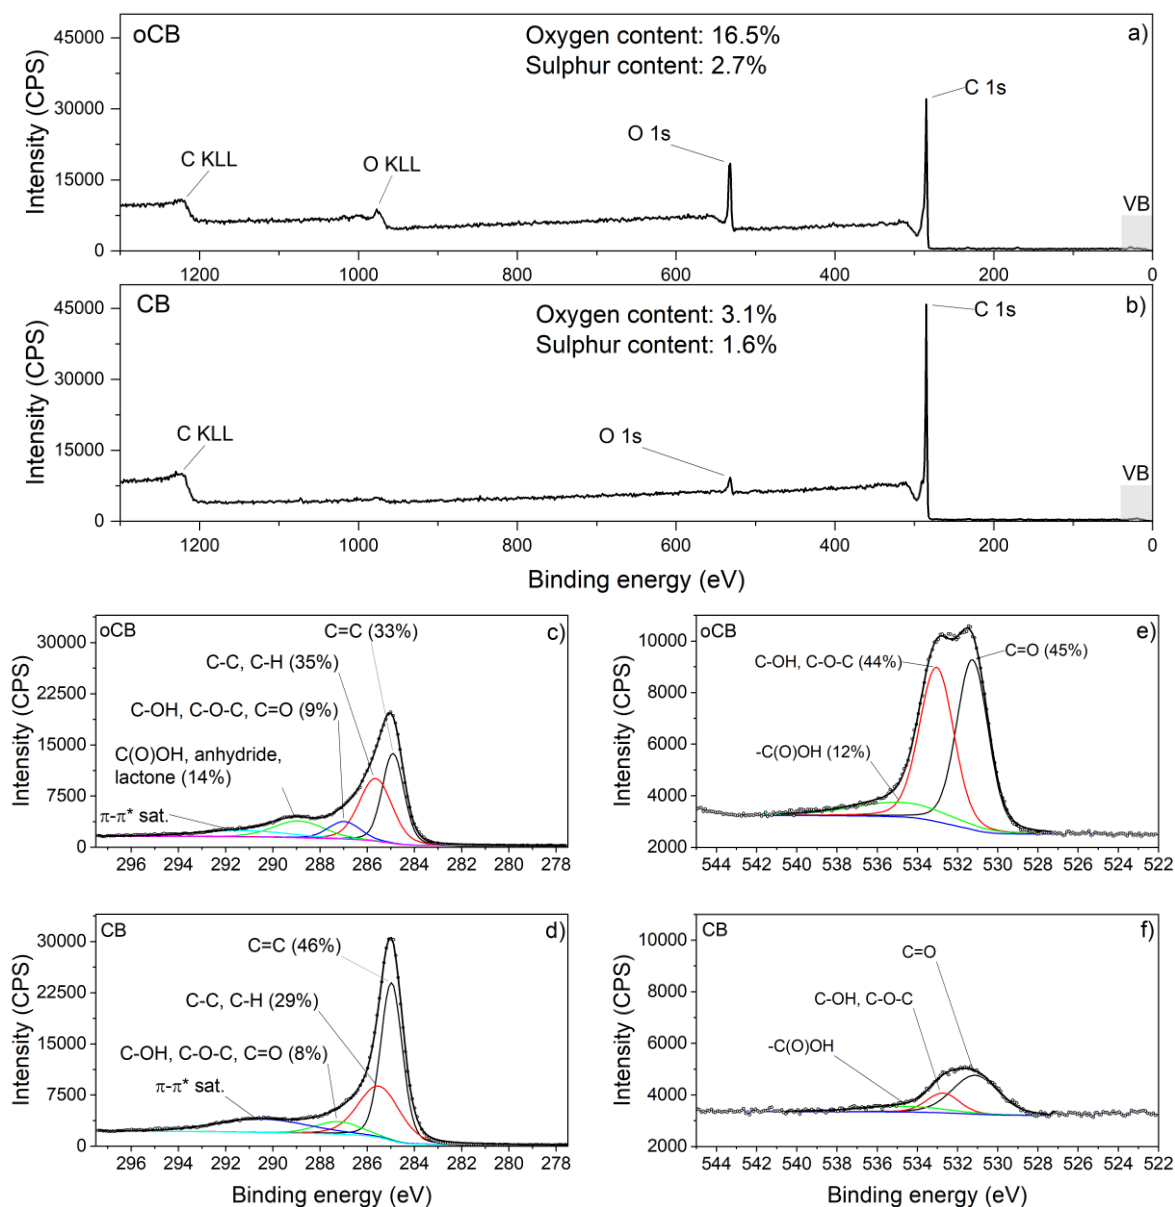 oCB
Oxygen content: 16.5%
Sulphur content: 2.7%
a)
C 1s
O 1s
C KLL
O KLL
VB
Intensity (CPS)
45000
30000
15000
0
1200
1000
800
600
400
200
0
CB
Oxygen content: 3.1%
Sulphur content: 1.6%
b)
C 1s
C KLL
O 1s
VB
Intensity (CPS)
45000
30000
15000
0
1200
1000
800
600
400
200
0
Binding energy (eV)
oCB
c)
C=C (33%)
C-C, C-H (35%)
C-OH, C-O-C, C=O (9%)
C(O)OH, anhydride,
lactone (14%)
π-π* sat.
Intensity (CPS)
30000
22500
15000
7500
0
296 294 292 290 288 286 284 282 280 278
oCB
e)
C=O (45%)
C-OH, C-O-C (44%)
-C(O)OH (12%)
Intensity (CPS)
10000
8000
6000
4000
2000
544 542 540 538 536 534 532 530 528 526 524 522
CB
d)
C=C (46%)
C-C, C-H (29%)
C-OH, C-O-C, C=O (8%)
π-π* sat.
Intensity (CPS)
30000
22500
15000
7500
0
296 294 292 290 288 286 284 282 280 278
Binding energy (eV)
CB
f)
C=O
C-OH, C-O-C
-C(O)OH
Intensity (CPS)
10000
8000
6000
4000
2000
544 542 540 538 536 534 532 530 528 526 524 522
Binding energy (eV)